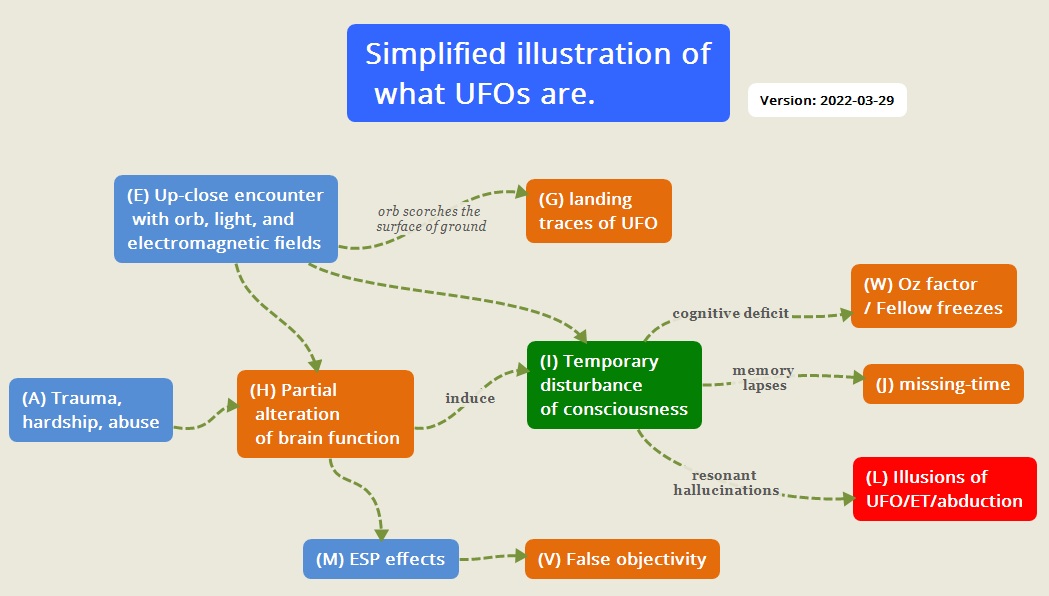 Simplified illustration of
what UFOs are.
Version: 2022-03-29
(E) Up-close encounter
with orb, light, and
electromagnetic fields
orb scorches the
surface of ground
(G) landing
traces of UFO
(W) Oz factor
/ Fellow freezes
cognitive deficit
(I) Temporary
disturbance
of consciousness
memory
lapses
(J) missing-time
(A) Trauma,
hardship, abuse
(H) Partial
alteration
of brain function
induce
resonant
hallucinations
(L) Illusions of
UFO/ET/abduction
(M) ESP effects
(V) False objectivity